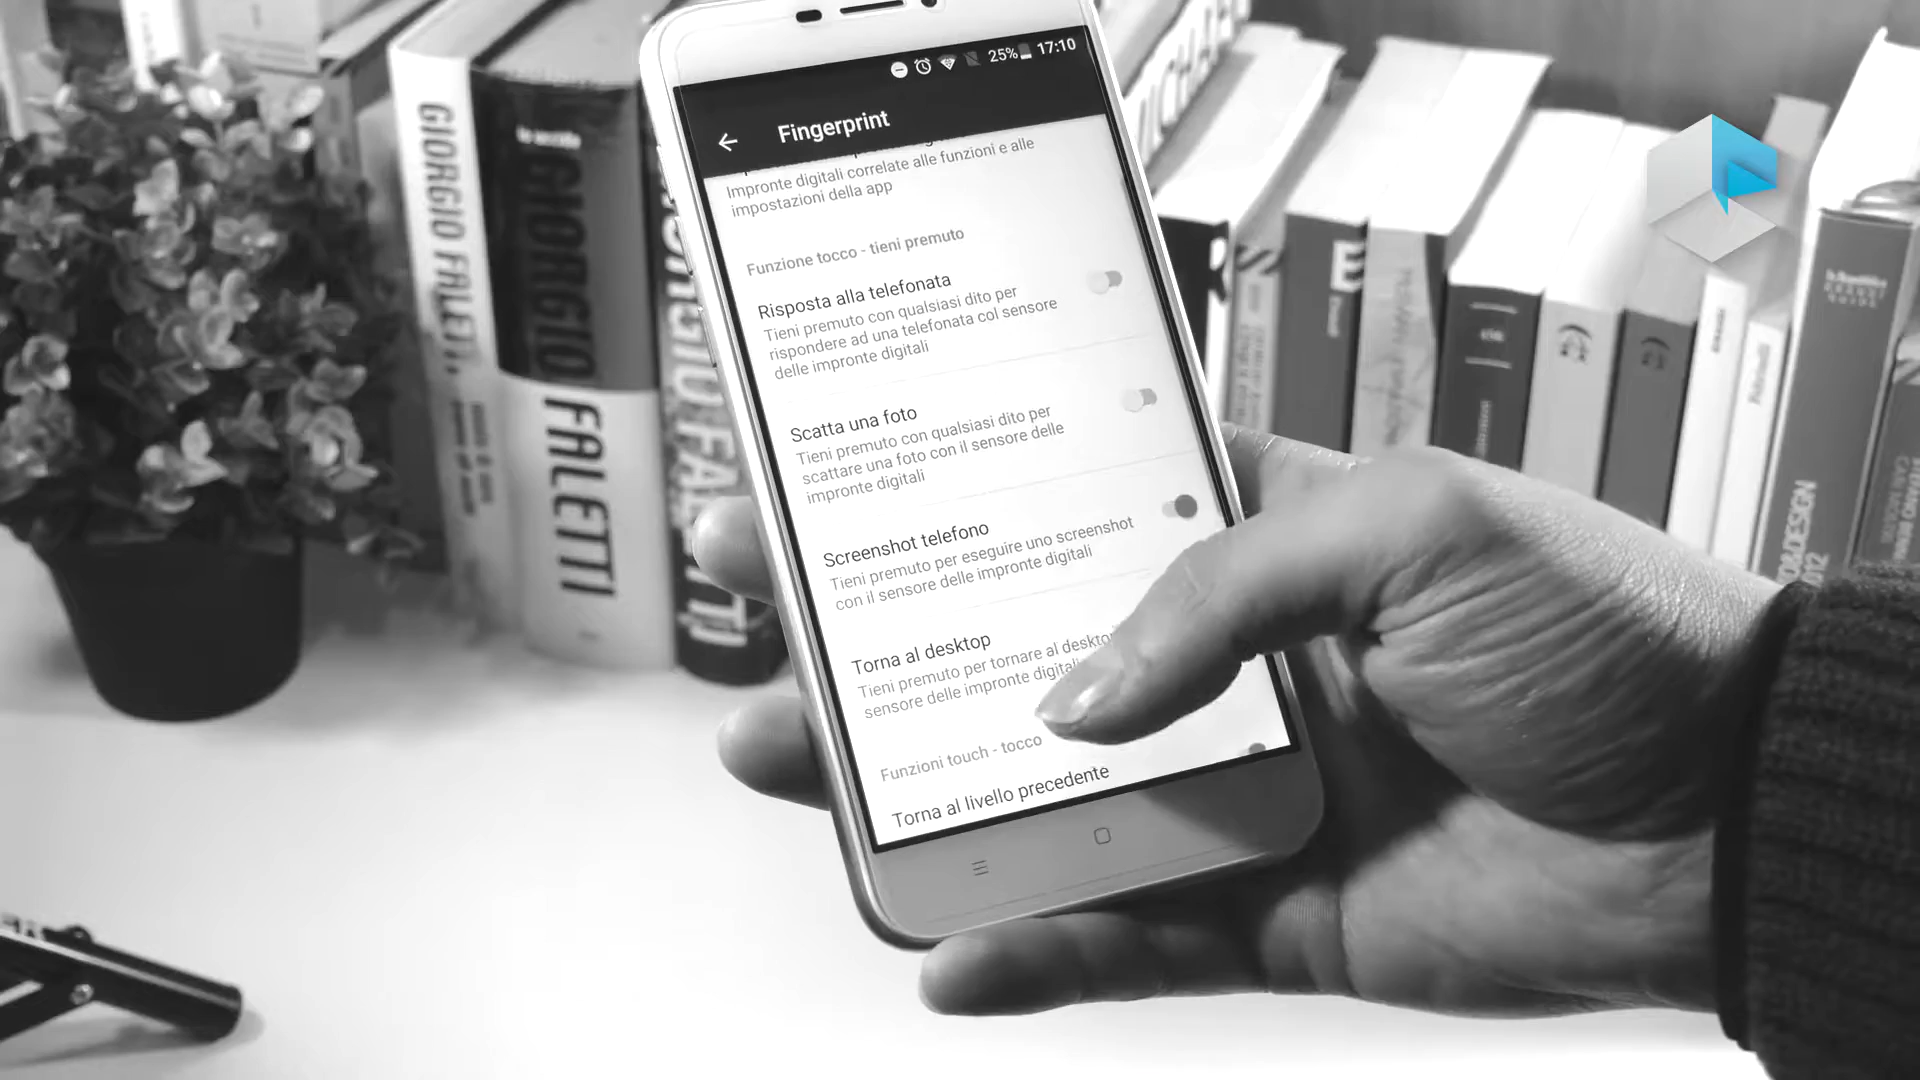 25% 17:10
Fingerprint
Impronte digitali correlate alle funzioni e alle
impostazioni della app
Funzione tocco - tieni premuto
Risposta alla telefonata
Tieni premuto con qualsiasi dito per
rispondere ad una telefonata col sensore
delle impronte digitali
Scatta una foto
Tieni premuto con qualsiasi dito per
scattare una foto con il sensore delle
impronte digitali
Screenshot telefono
Tieni premuto per eseguire uno screenshot
con il sensore delle impronte digitali
Torna al desktop
Tieni premuto per tornare al desktop
sensore delle impronte digitali
Funzioni touch - tocco
Torna al livello precedente
GIORGIO FALETTI
GIORGIO
FALETTI
GIORGIO FALETTI